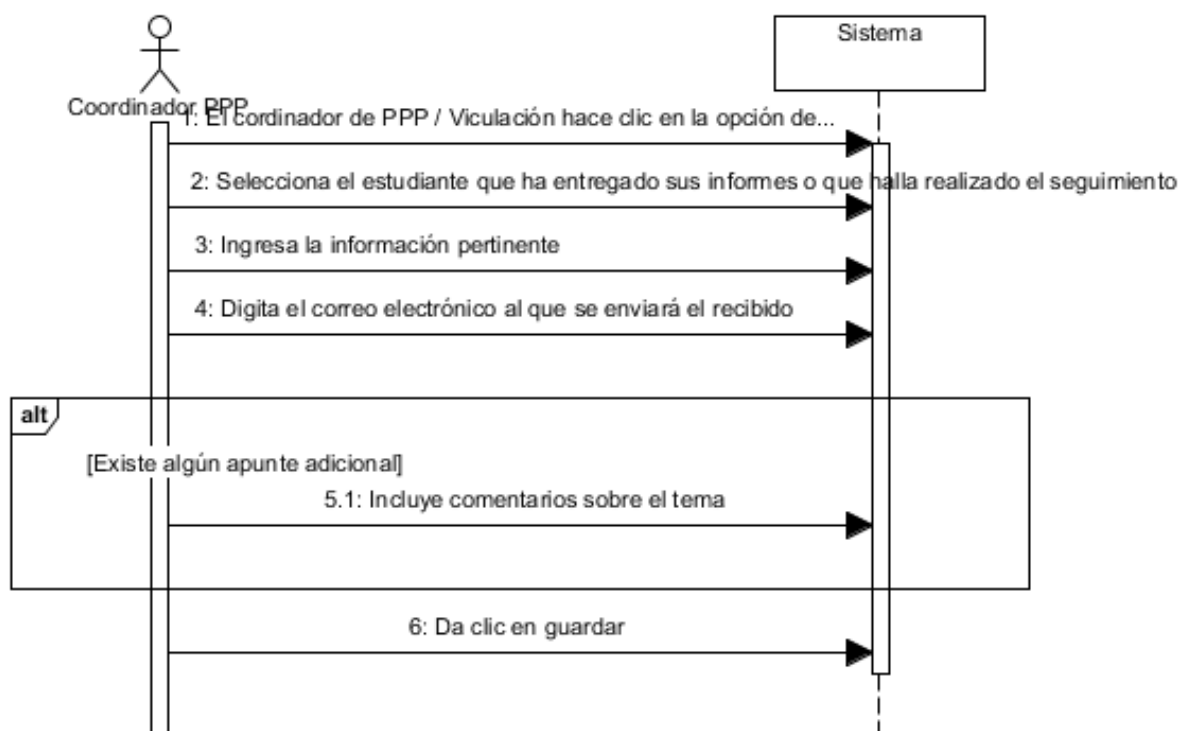 Sistema
Coordinador PPP
1: El cordinador de PPP / Viculación hace clic en la opción de...
2: Selecciona el estudiante que ha entregado sus informes o que halla realizado el seguimiento
3: Ingresa la información pertinente
4: Digita el correo electrónico al que se enviará el recibido
alt
[Existe algún apunte adicional]
5.1: Incluye comentarios sobre el tema
6: Da clic en guardar